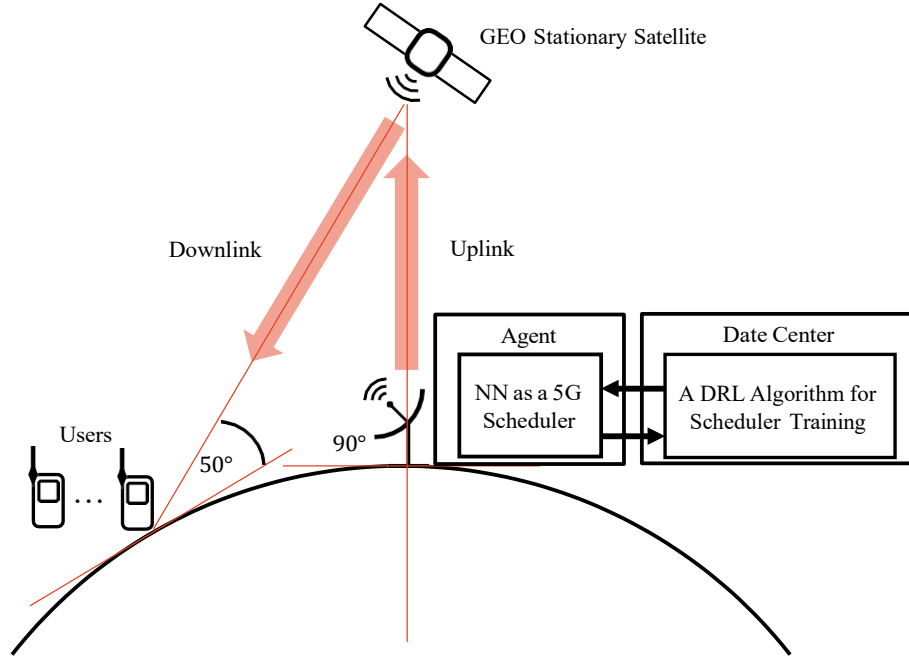 GEO Stationary Satellite
Downlink
Uplink
Agent
Date Center
NN as a 5G
Scheduler
A DRL Algorithm for
Scheduler Training
Users
...
50°
90°